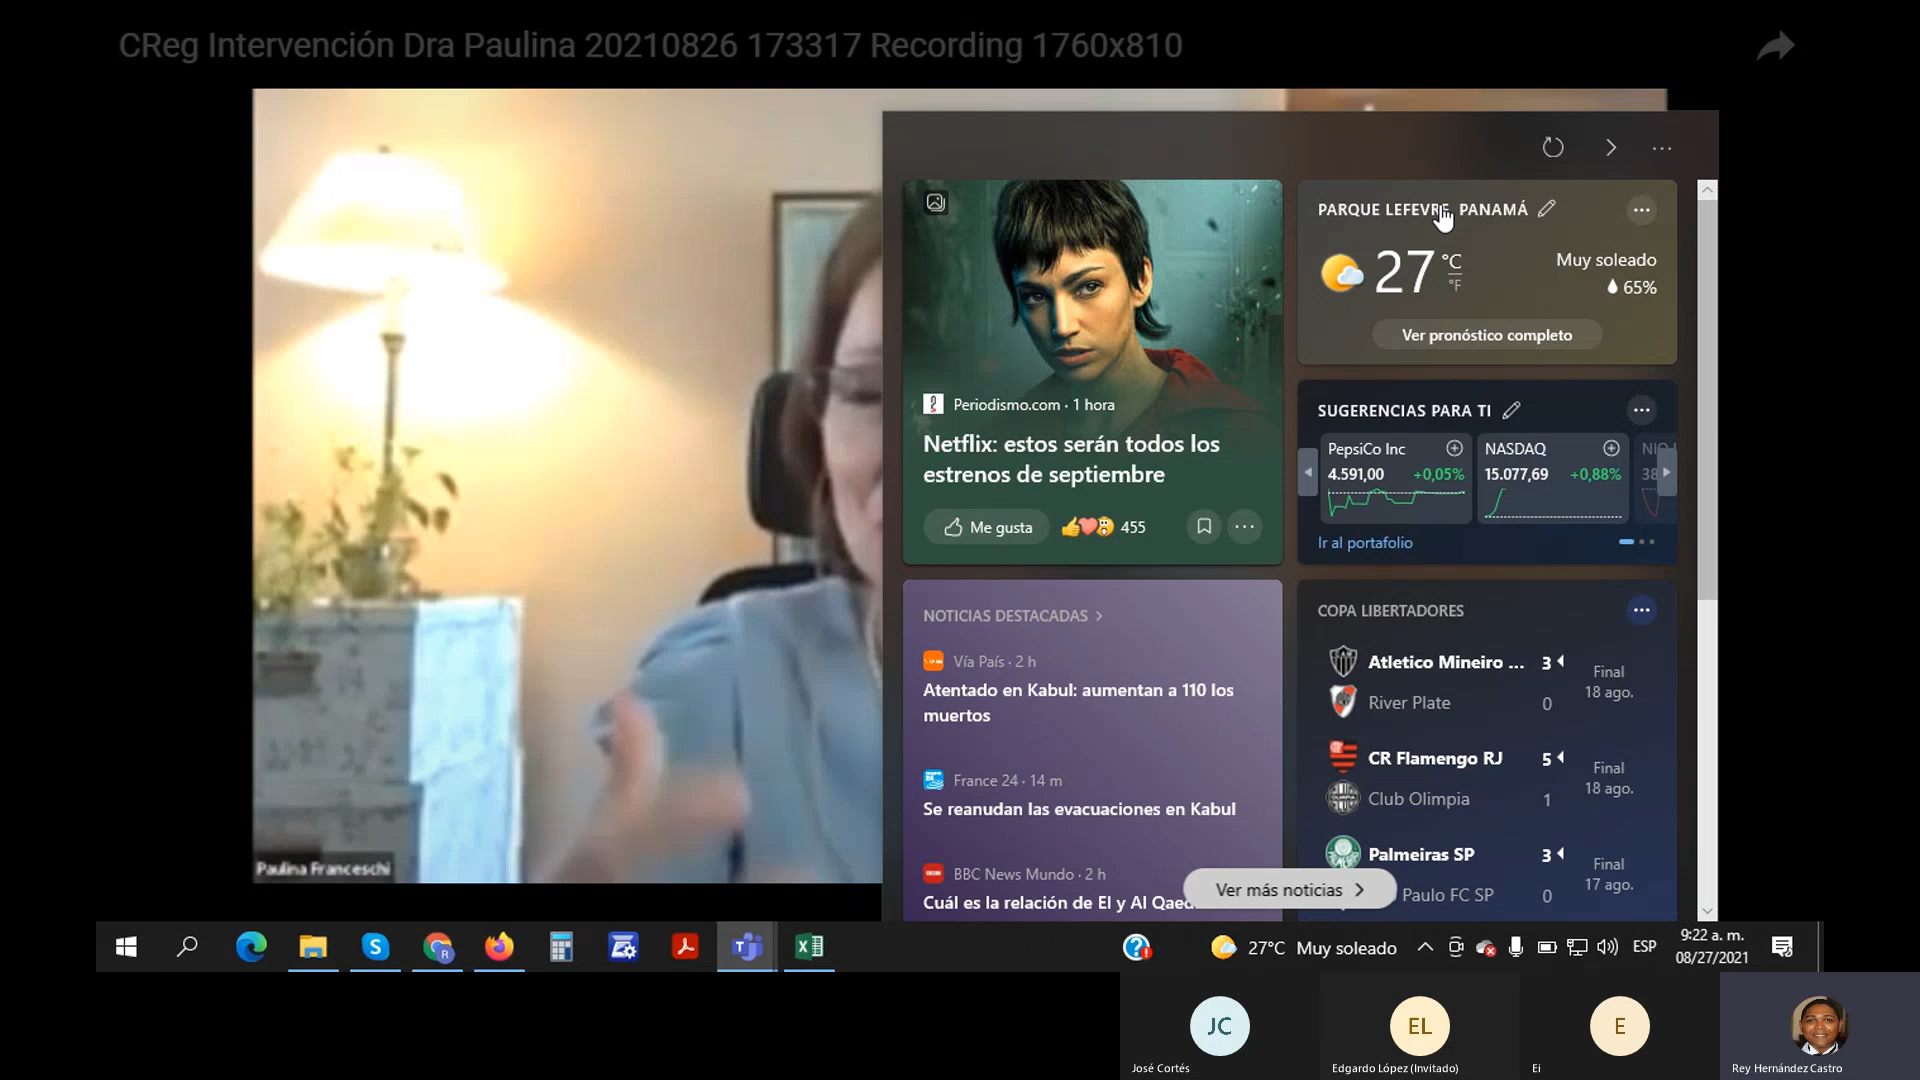 CReg Intervención Dra Paulina 20210826 173317 Recording 1760x810
PARQUE LEFEVRE, PANAMÁ
27 °C
°F
Muy soleado
65%
Ver pronóstico completo
Periodismo.com · 1 hora
Netflix: estos serán todos los
estrenos de septiembre
Me gusta
455
SUGERENCIAS PARA TI
PepsiCo Inc
4.591,00 +0,05%
NASDAQ
15.077,69 +0,88%
Ir al portafolio
NOTICIAS DESTACADAS
Vía País · 2 h
Atentado en Kabul: aumentan a 110 los
muertos
France 24 · 14 m
Se reanudan las evacuaciones en Kabul
BBC News Mundo · 2 h
Cuál es la relación de EI y Al
Ver más noticias
COPA LIBERTADORES
Atletico Mineiro ... 3
River Plate 0
Final
18 ago.
CR Flamengo RJ 5
Club Olimpia 1
Final
18 ago.
Palmeiras SP 3
Paulo FC SP 0
Final
17 ago.
Paulina Franceschi
27°C Muy soleado
ESP
9:22 a. m.
08/27/2021
JC
José Cortés
EL
Edgardo López (Invitado)
E
Ei
Rey Hernández Castro